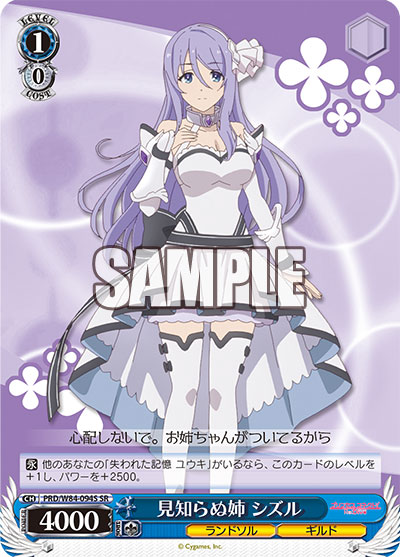 LEVEL
1
0
COST
SAMPLE
心配しないで。お姉ちゃんがついてるから
永 他のあなたの「失われた記憶 ユウキ」がいるなら、このカードのレベルを
+1し、パワーを+2500。
CH PRD/W84-094S SR
POWER 4000 見知らぬ姉 シズル
ランドソル ギルド
© Cygames, Inc.